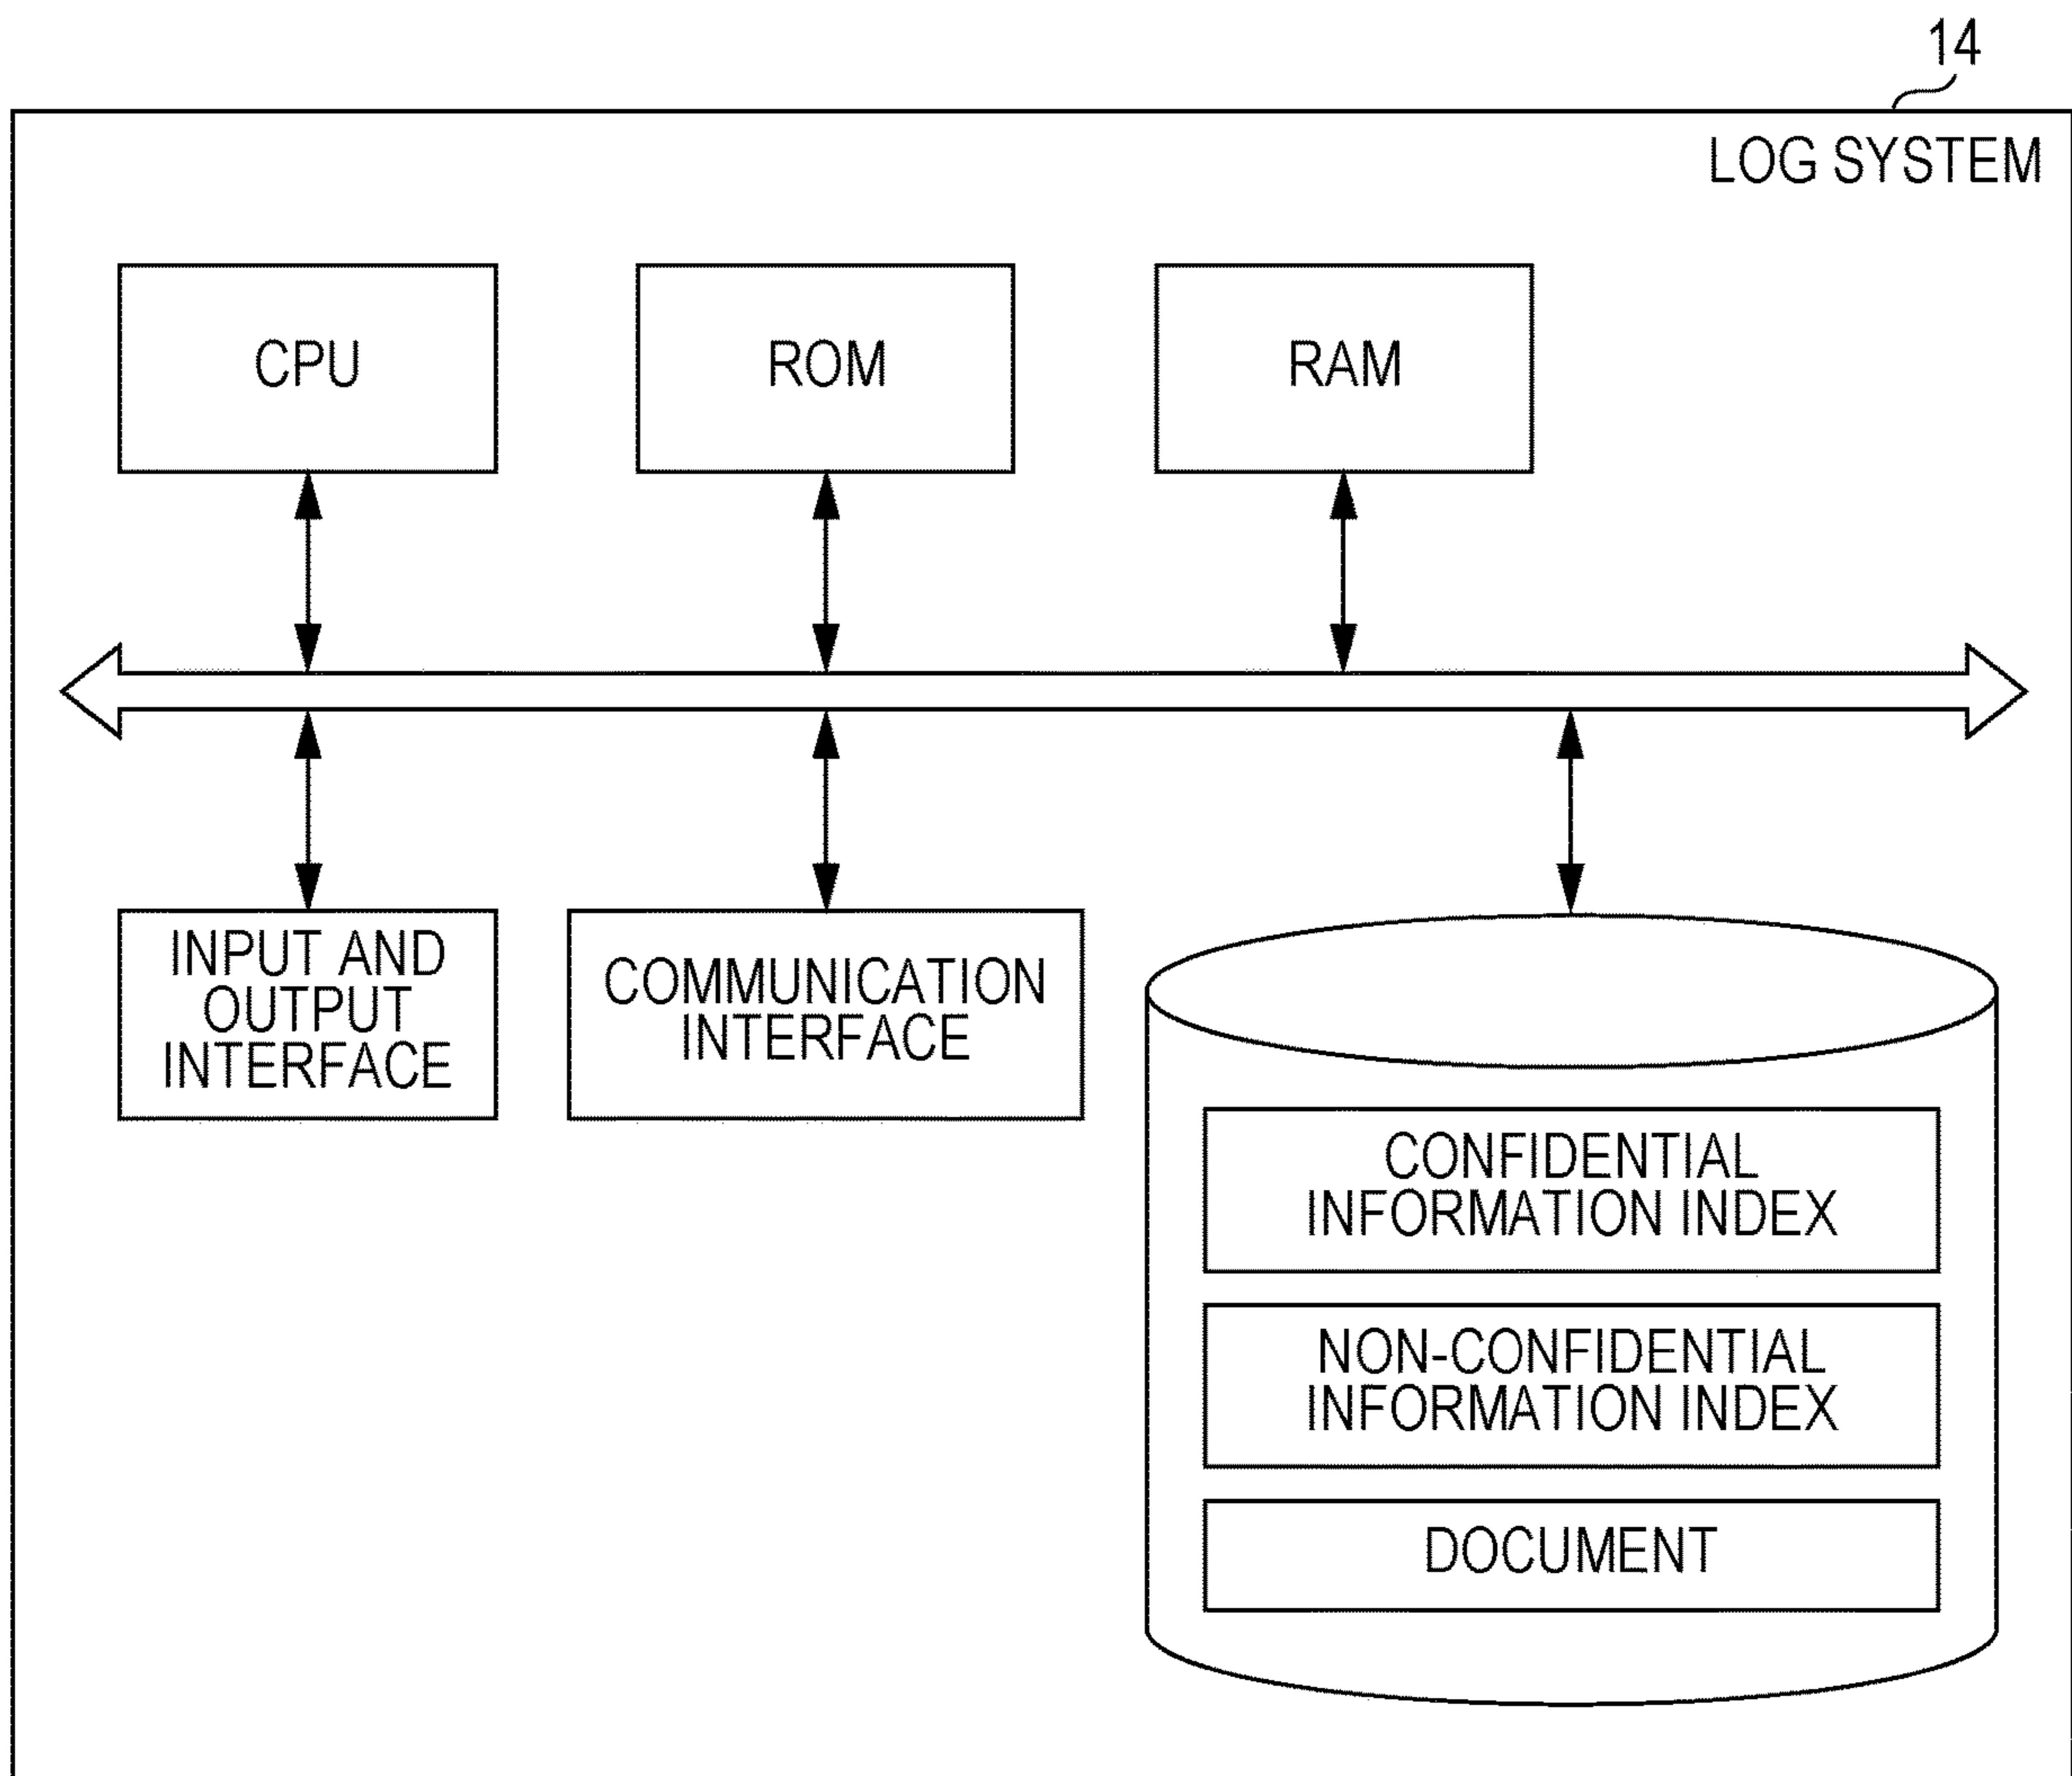 14
LOG SYSTEM
CPU
ROM
RAM
INPUT AND
OUTPUT
INTERFACE
COMMUNICATION
INTERFACE
CONFIDENTIAL
INFORMATION INDEX
NON-CONFIDENTIAL
INFORMATION INDEX
DOCUMENT